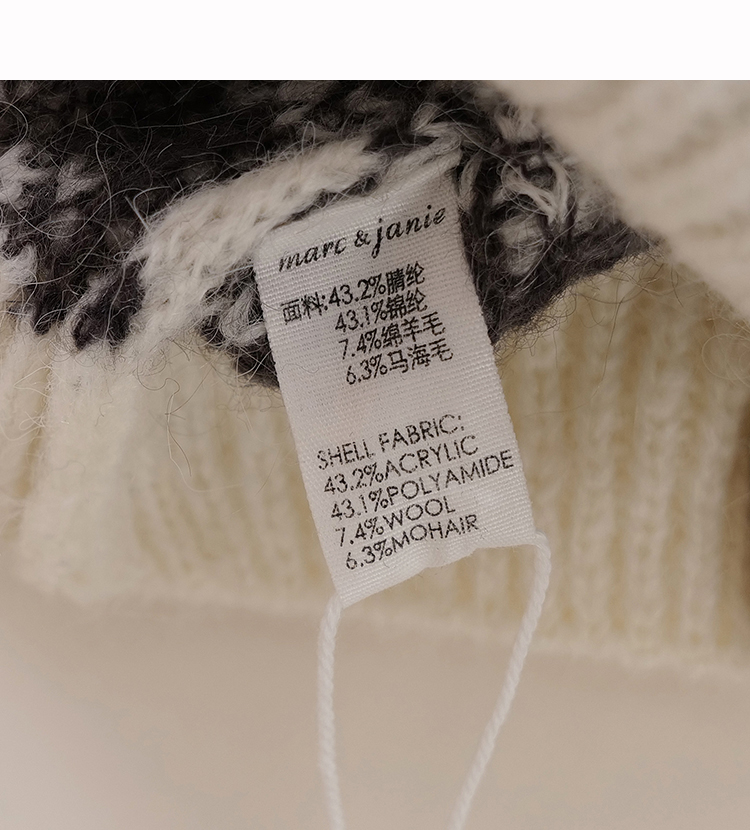 marc & janie
面料:43.2%腈纶
43.1%锦纶
7.4%绵羊毛
6.3%马海毛
SHELL FABRIC:
43.2%ACRYLIC
43.1%POLYAMIDE
7.4%WOOL
6.3%MOHAIR